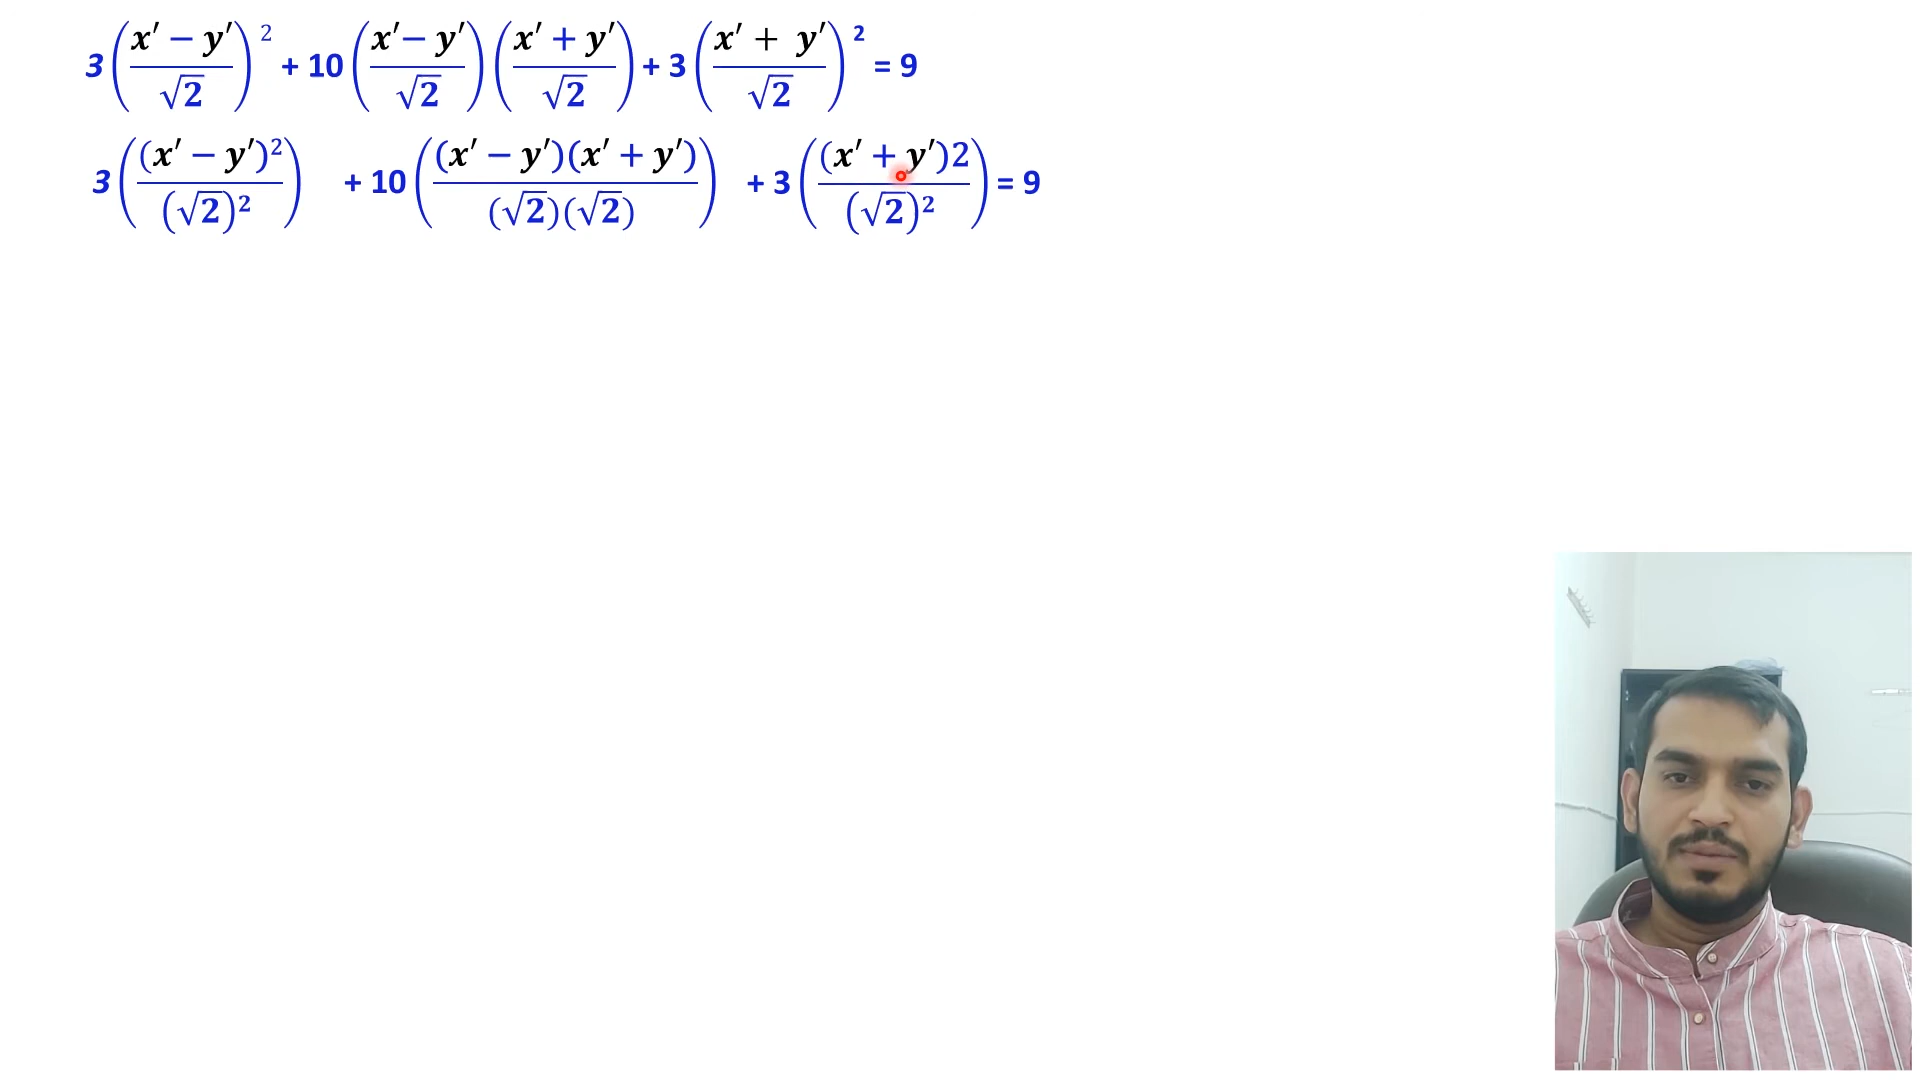 3 ( (x′ − y′) / √2 )² + 10 ( (x′ − y′) / √2 ) ( (x′ + y′) / √2 ) + 3 ( (x′ + y′) / √2 )² = 9
3 ( (x′ − y′)² / (√2)² ) + 10 ( (x′ − y′)(x′ + y′) / (√2)(√2) ) + 3 ( (x′ + y′)2 / (√2)² ) = 9